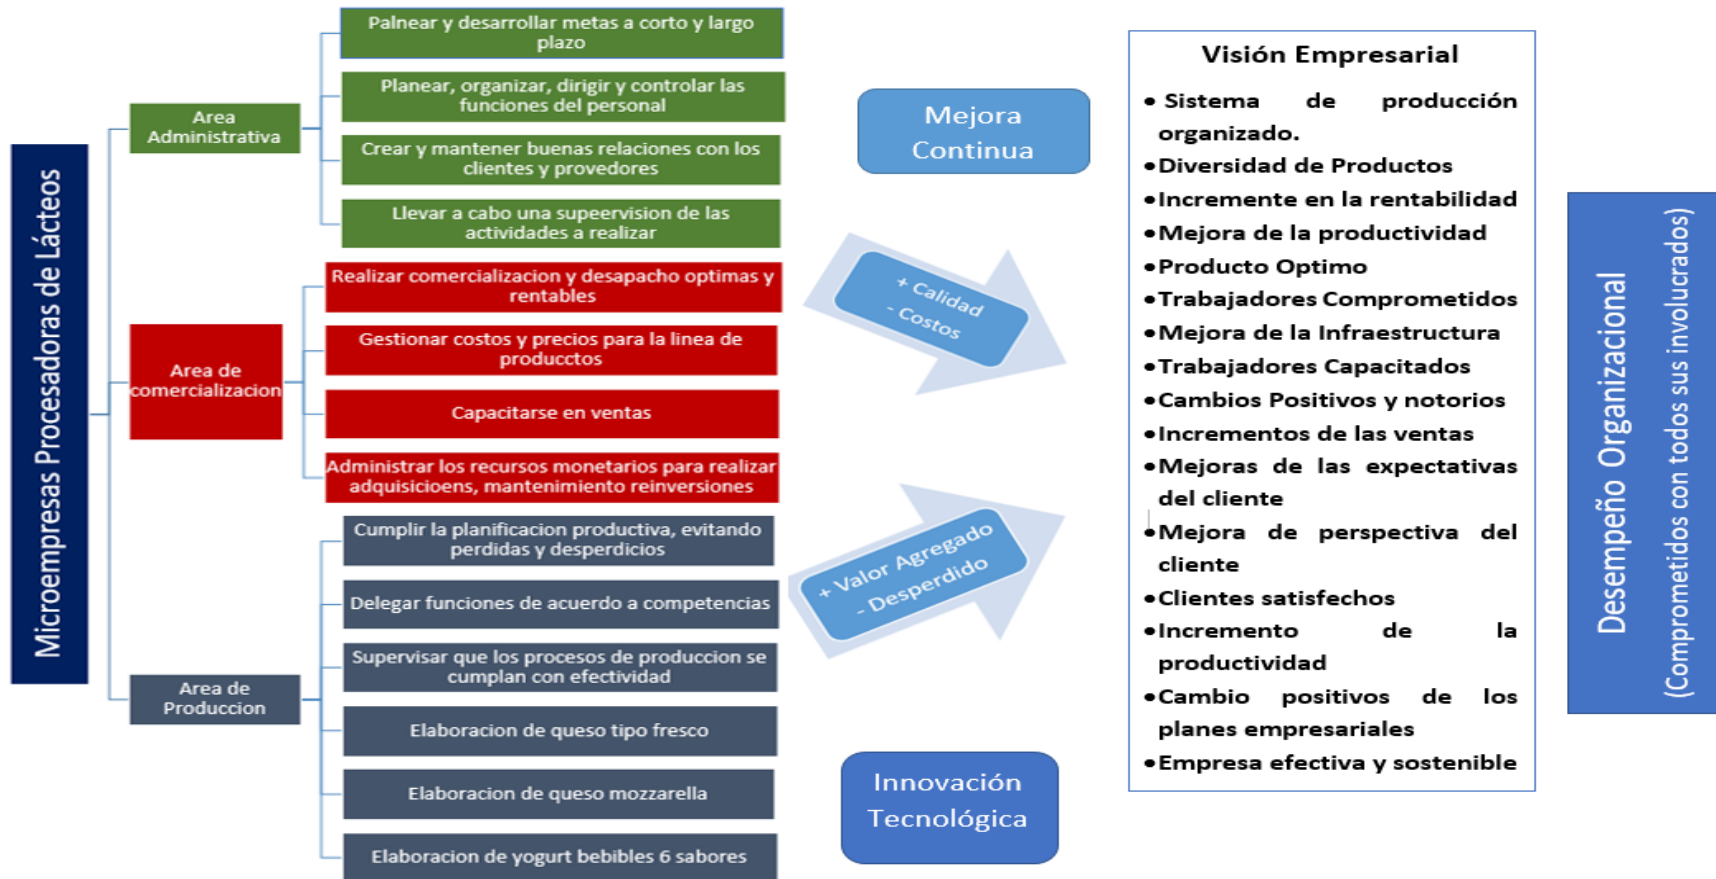 Microempresas Procesadoras de Lácteos
Area
Administrativa
Palnear y desarrollar metas a corto y largo
plazo
Planear, organizar, dirigir y controlar las
funciones del personal
Crear y mantener buenas relaciones con los
clientes y provedores
Llevar a cabo una supeervision de las
actividades a realizar
Area de
comercializacion
Realizar comercializacion y desapacho optimas y
rentables
Gestionar costos y precios para la linea de
producctos
Capacitarse en ventas
Administrar los recursos monetarios para realizar
adquisicioens, mantenimiento reinversiones
Area de
Produccion
Cumplir la planificacion productiva, evitando
perdidas y desperdicios
Delegar funciones de acuerdo a competencias
Supervisar que los procesos de produccion se
cumplan con efectividad
Elaboracion de queso tipo fresco
Elaboracion de queso mozzarella
Elaboracion de yogurt bebibles 6 sabores
Mejora
Continua
+ Calidad
- Costos
+ Valor Agregado
- Desperdido
Innovación
Tecnológica
Visión Empresarial
• Sistema de producción
organizado.
• Diversidad de Productos
• Incremente en la rentabilidad
• Mejora de la productividad
• Producto Optimo
• Trabajadores Comprometidos
• Mejora de la Infraestructura
• Trabajadores Capacitados
• Cambios Positivos y notorios
• Incrementos de las ventas
• Mejoras de las expectativas
del cliente
• Mejora de perspectiva del
cliente
• Clientes satisfechos
• Incremento de la
productividad
• Cambio positivos de los
planes empresariales
• Empresa efectiva y sostenible
Desempeño Organizacional
(Comprometidos con todos sus involucrados)